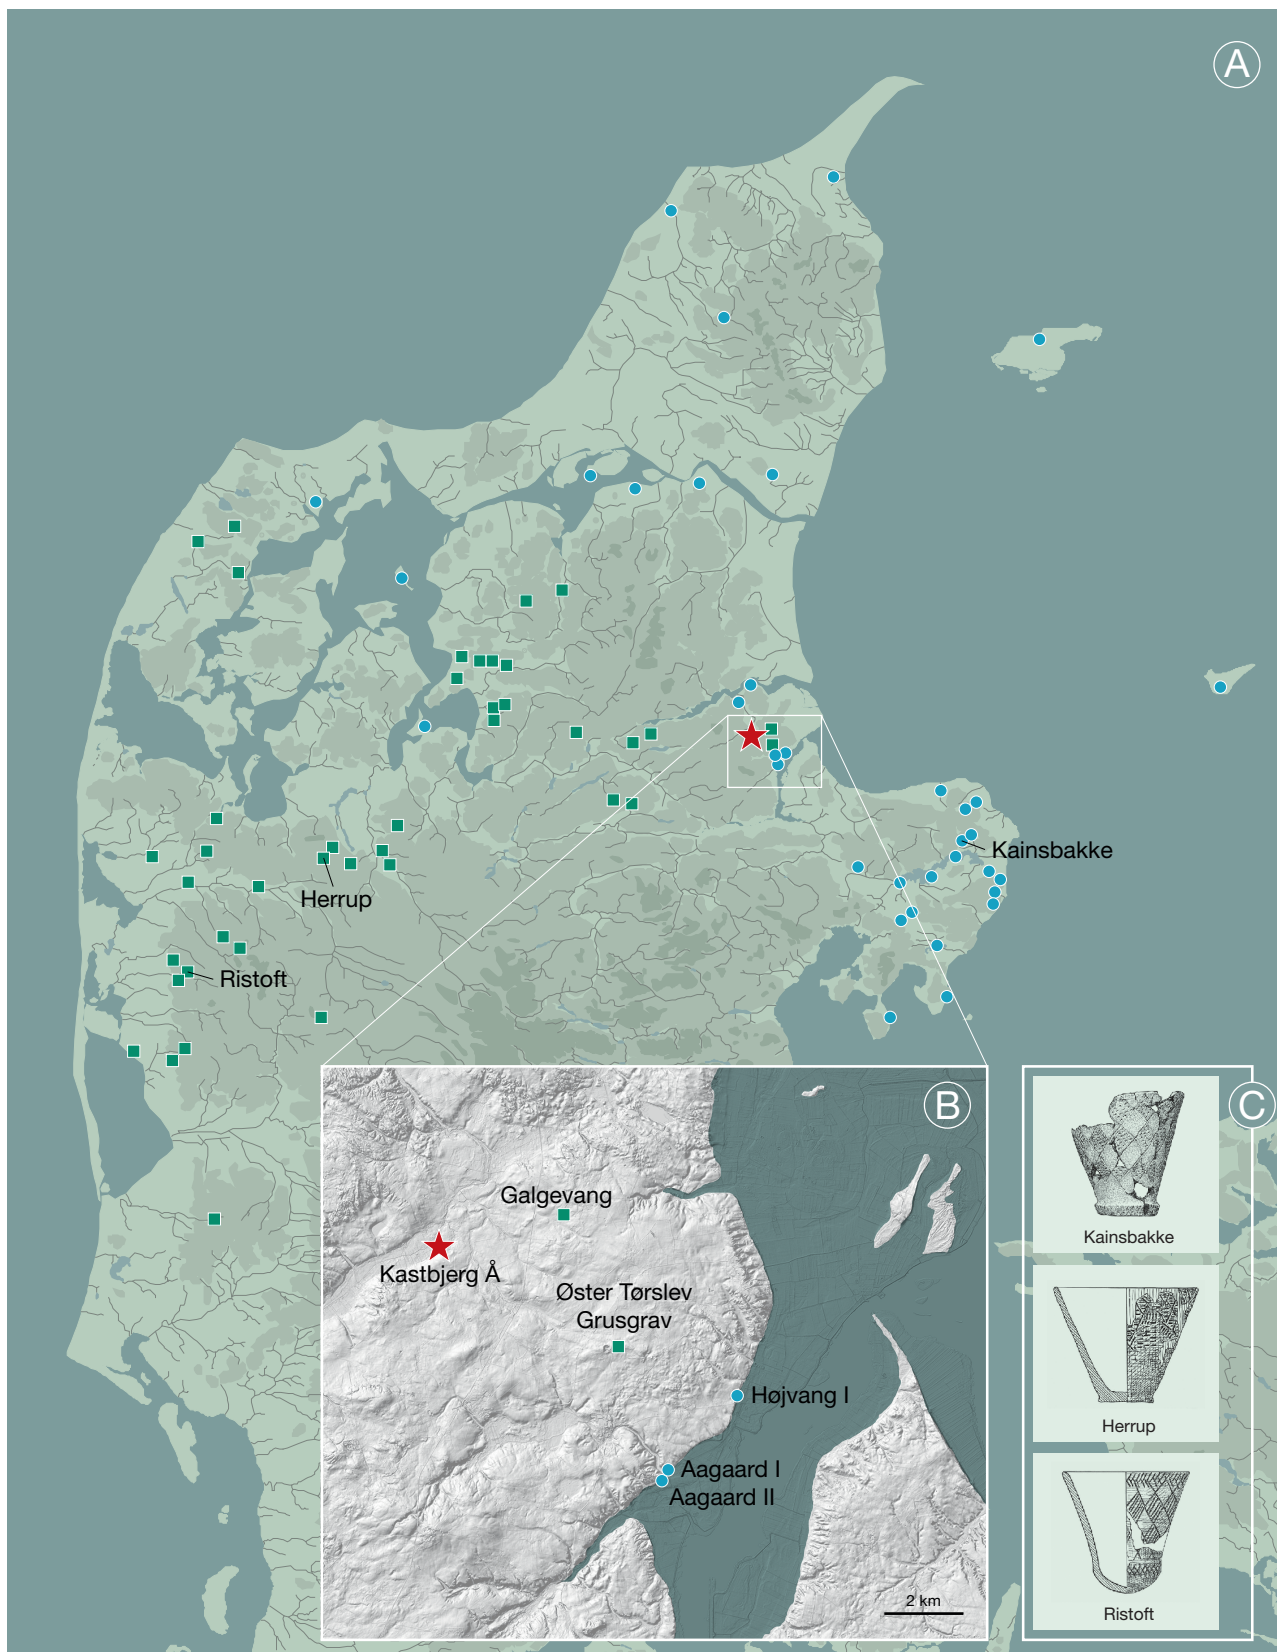 A
Kainsbakke
Herrup
Ristoft
B
Galgevang
Kastbjerg Å
Øster Tørslev
Grusgrav
Højvang I
Aagaard I
Aagaard II
2 km
C
Kainsbakke
Herrup
Ristoft